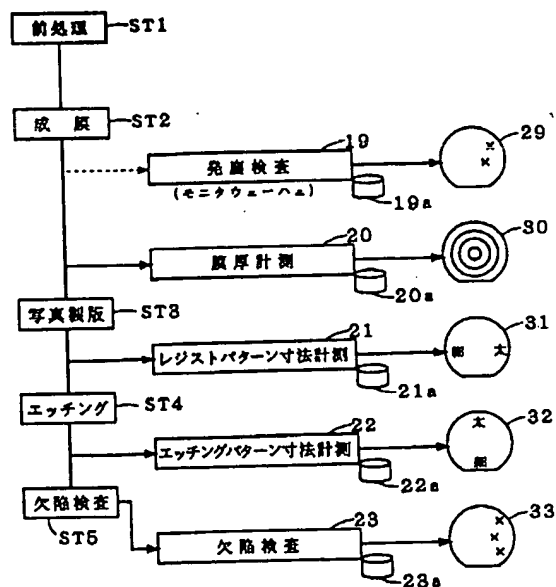 前処理
ST1
成膜
ST2
19
発塵検査
(モニタウェーハ)
19a
29
20
膜厚計測
20a
30
写真製版
ST3
21
レジストパターン寸法計測
21a
細 太
31
エッチング
ST4
22
エッチングパターン寸法計測
22a
太
細
32
欠陥検査
ST5
23
欠陥検査
23a
33